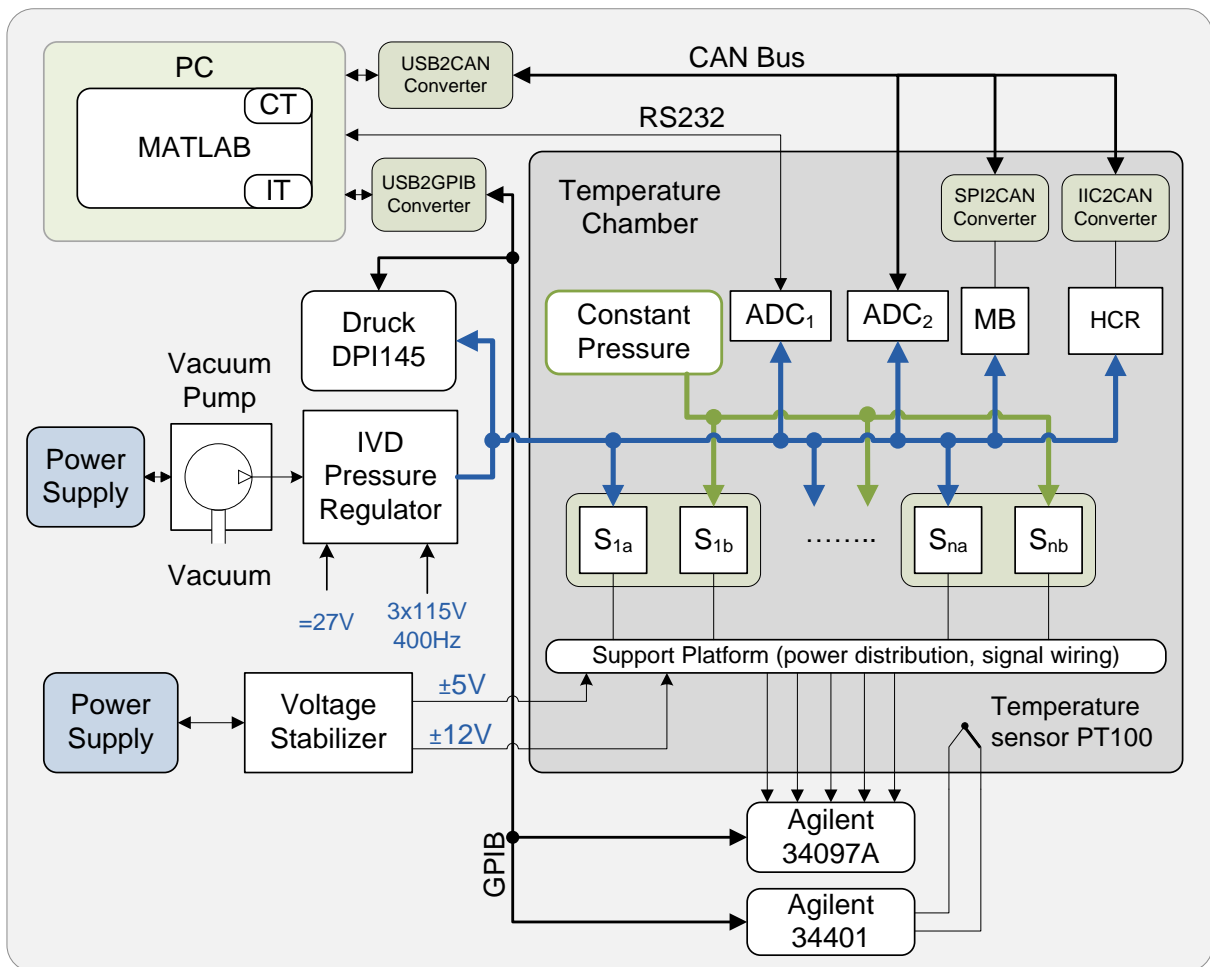 PC
CT
MATLAB
IT
USB2CAN
Converter
CAN Bus
RS232
USB2GPIB
Converter
Temperature
Chamber
SPI2CAN
Converter
IIC2CAN
Converter
Druck
DPI145
Constant
Pressure
ADC₁
ADC₂
MB
HCR
Vacuum
Pump
Power
Supply
IVD
Pressure
Regulator
Vacuum
=27V
3x115V
400Hz
S₁ₐ
S1b
........
Sₙₐ
Snb
Support Platform (power distribution, signal wiring)
Power
Supply
Voltage
Stabilizer
±5V
±12V
Temperature
sensor PT100
GPIB
Agilent
34097A
Agilent
34401